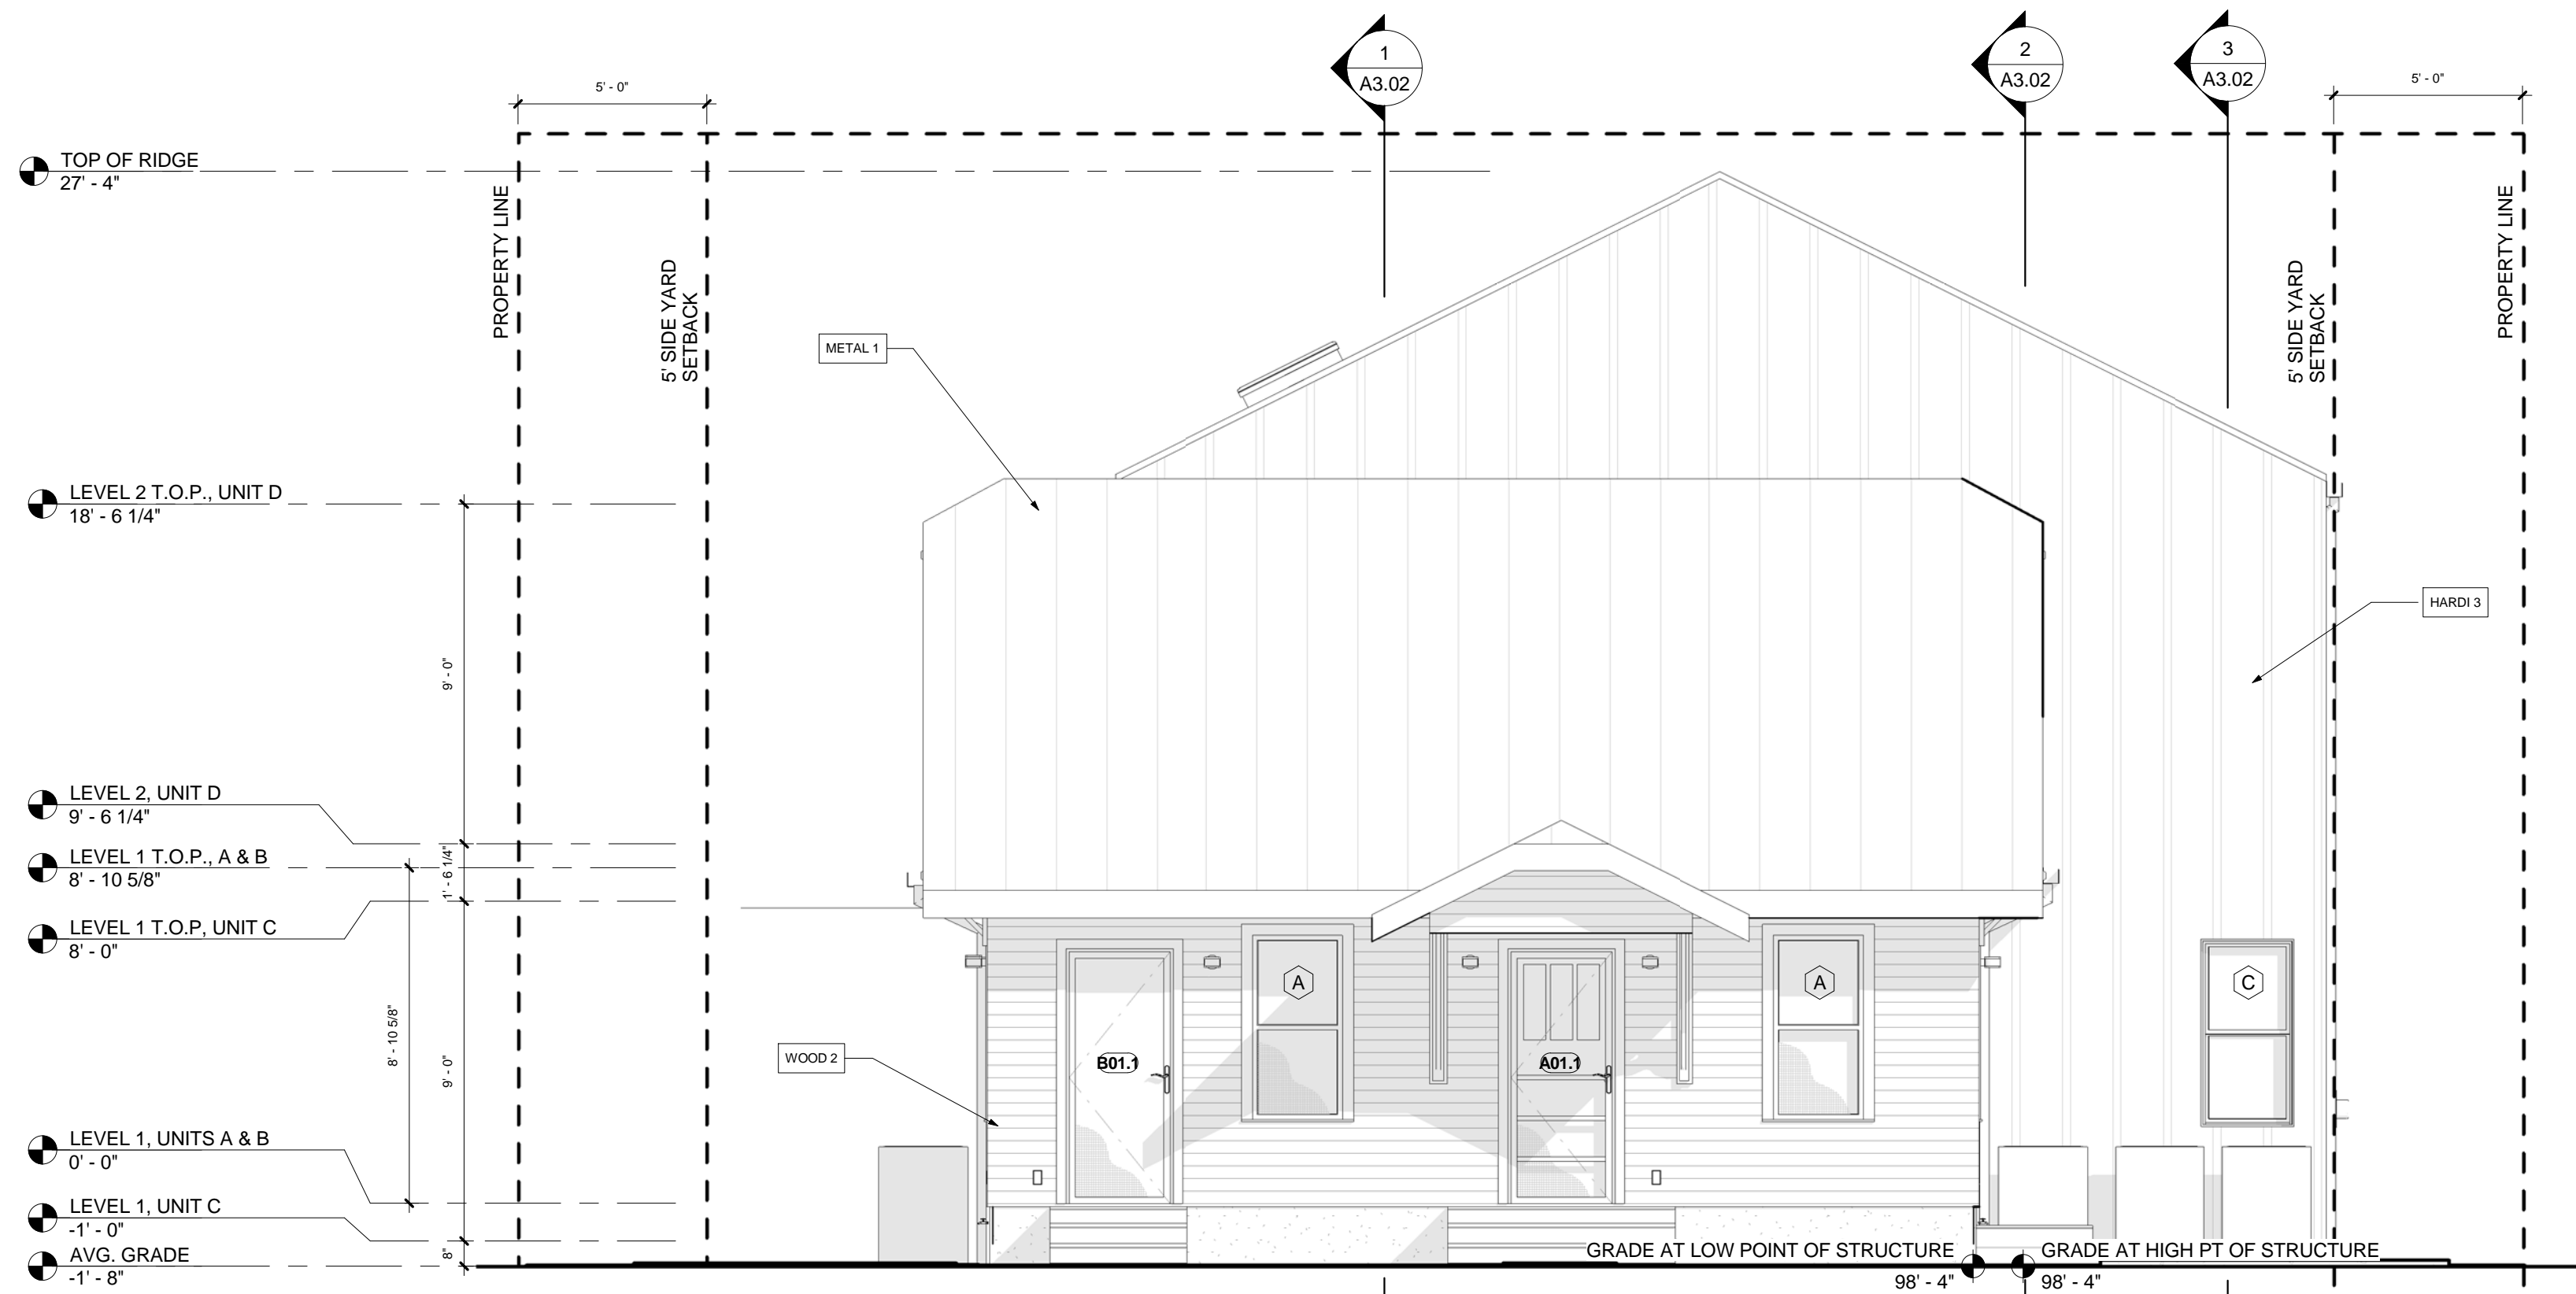 1
A3.02
2
A3.02
3
A3.02
5' - 0"
5' - 0"
TOP OF RIDGE
27' - 4"
PROPERTY LINE
5' SIDE YARD
SETBACK
5' SIDE YARD
SETBACK
PROPERTY LINE
METAL 1
LEVEL 2 T.O.P., UNIT D
18' - 6 1/4"
HARDI 3
9' - 0"
LEVEL 2, UNIT D
9' - 6 1/4"
LEVEL 1 T.O.P., A & B
8' - 10 5/8"
1' - 6 1/4"
LEVEL 1 T.O.P, UNIT C
8' - 0"
A
A
C
8' - 10 5/8"
9' - 0"
WOOD 2
B01.1
A01.1
LEVEL 1, UNITS A & B
0' - 0"
LEVEL 1, UNIT C
-1' - 0"
AVG. GRADE
-1' - 8"
8"
GRADE AT LOW POINT OF STRUCTURE
98' - 4"
GRADE AT HIGH PT OF STRUCTURE
98' - 4"